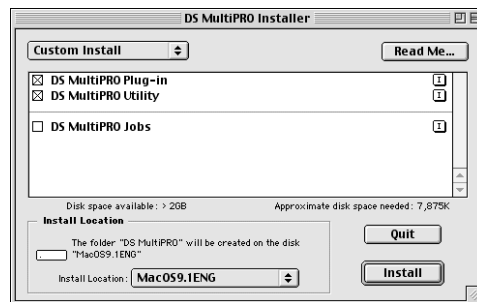 DS MultiPRO Installer
Custom Install
Read Me...
DS MultiPRO Plug-in
DS MultiPRO Utility
DS MultiPRO Jobs
Disk space available: > 2GB
Approximate disk space needed: 7,875K
Install Location
The folder "DS MultiPRO" will be created on the disk
"MacOS9.1ENG"
Install Location: MacOS9.1ENG
Quit
Install